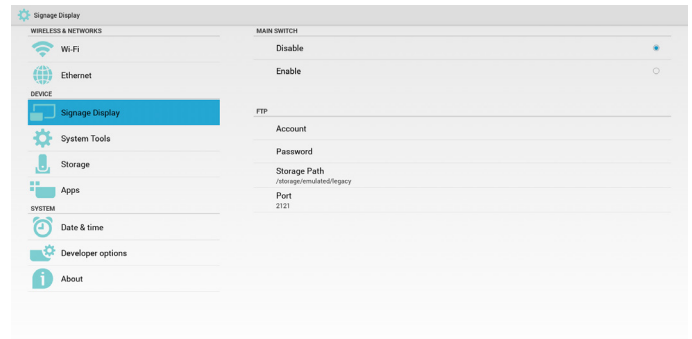 Signage Display
WIRELESS & NETWORKS
Wi-Fi
Ethernet
DEVICE
Signage Display
System Tools
Storage
Apps
SYSTEM
Date & time
Developer options
About
MAIN SWITCH
Disable
Enable
FTP
Account
Password
Storage Path
/storage/emulated/legacy
Port
2121